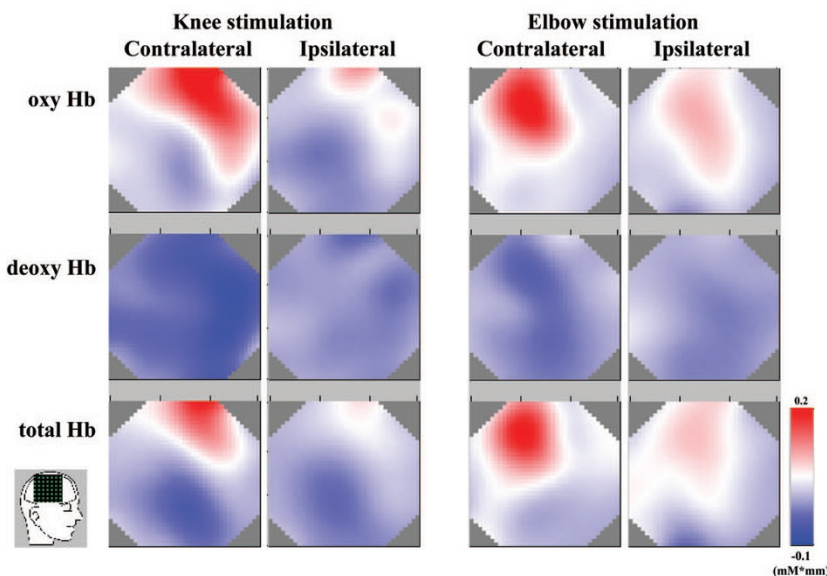 Knee stimulation
Elbow stimulation
Contralateral
Ipsilateral
Contralateral
Ipsilateral
oxy Hb
deoxy Hb
total Hb
0.2
-0.1
(mM*mm)